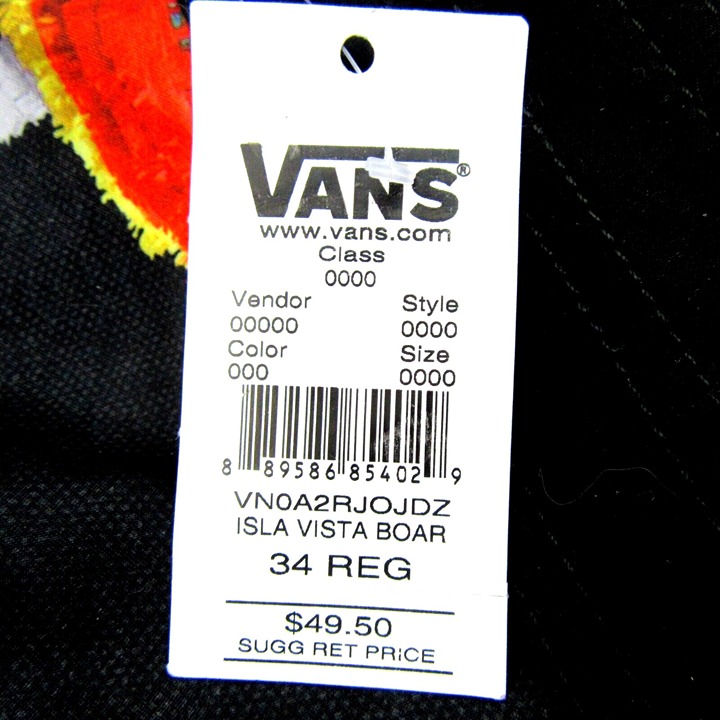 VANS®
www.vans.com
Class
0000
Vendor Style
00000 0000
Color Size
000 0000
8 89586 85402 9
VN0A2RJOJDZ
ISLA VISTA BOAR
34 REG
$49.50
SUGG RET PRiCE